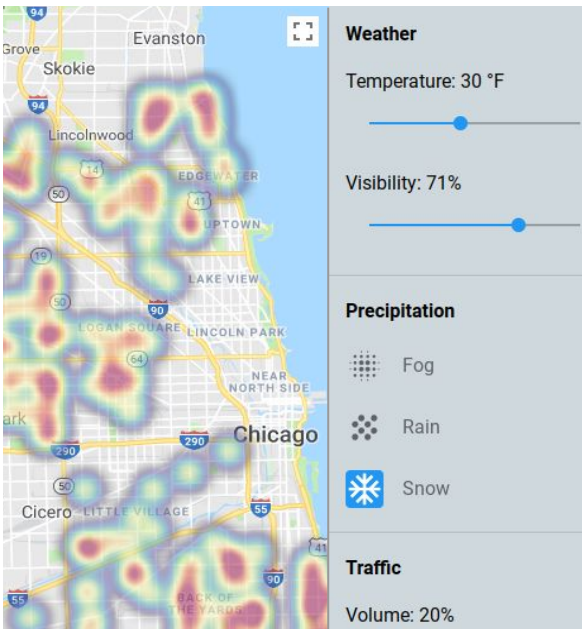 94
Evanston
Grove
Skokie
94
Lincolnwood
14
EDGEWATER
50
41
UPTOWN
19
LAKE VIEW
50
90
LOGAN SQUARE
LINCOLN PARK
64
NEAR
NORTH SIDE
ark
290
Chicago
290
50
Cicero
LITTLE VILLAGE
55
41
90
55
BACK OF
THE YARDS
Weather
Temperature: 30 °F
Visibility: 71%
Precipitation
Fog
Rain
Snow
Traffic
Volume: 20%